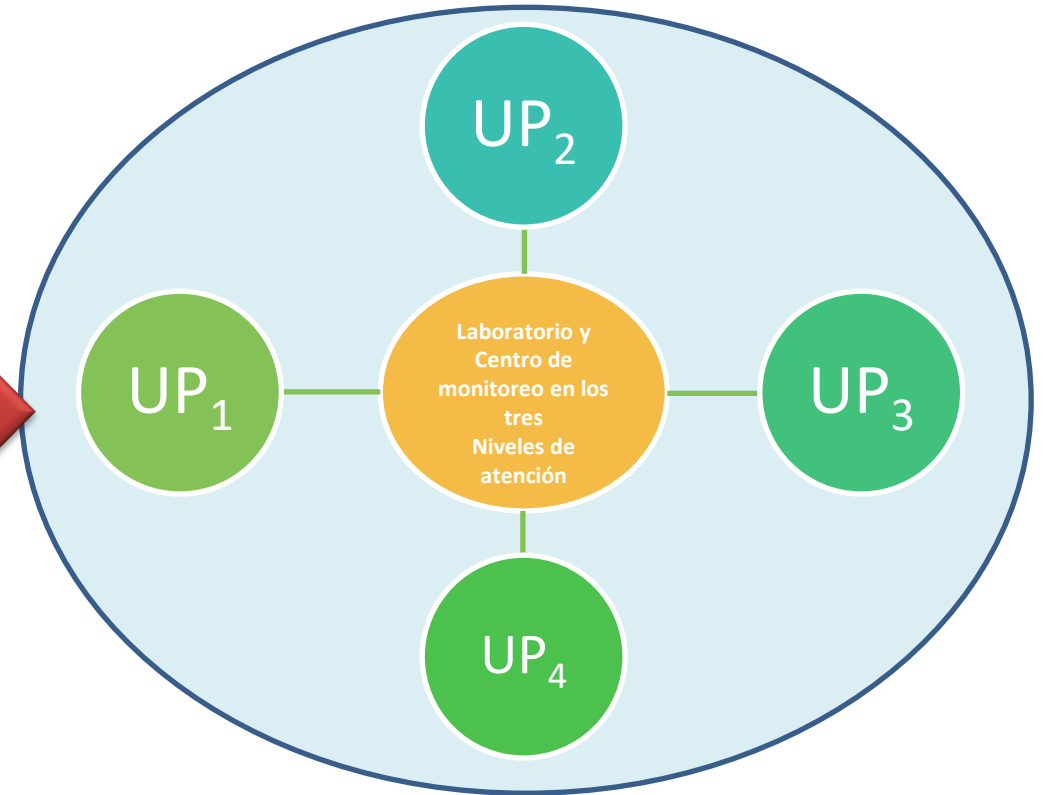 UP₂
UP₁
Laboratorio y
Centro de
monitoreo en los
tres
Niveles de
atención
UP₃
UP₄